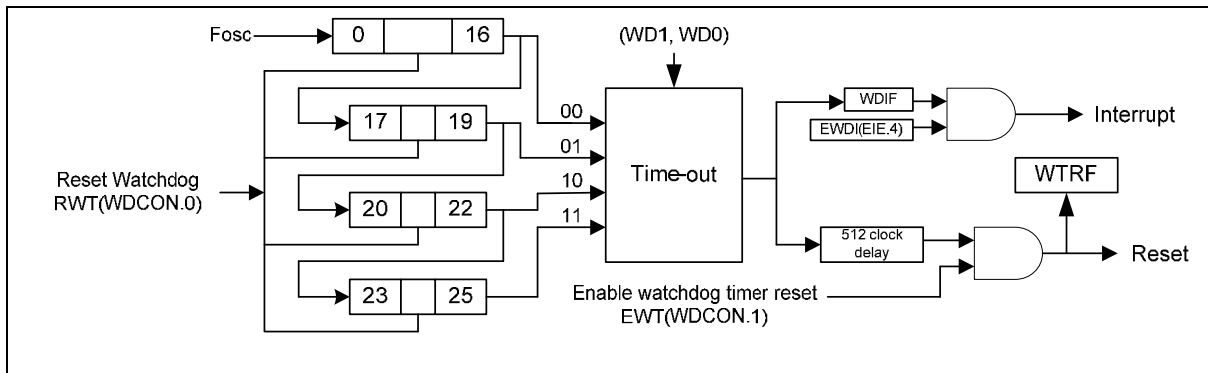 Fosc
0
16
(WD1, WD0)
17
19
00
WDIF
EWDI(EIE.4)
Interrupt
01
Time-out
Reset Watchdog
RWT(WDCON.0)
20
22
10
WTRF
11
512 clock
delay
Reset
23
25
Enable watchdog timer reset
EWT(WDCON.1)